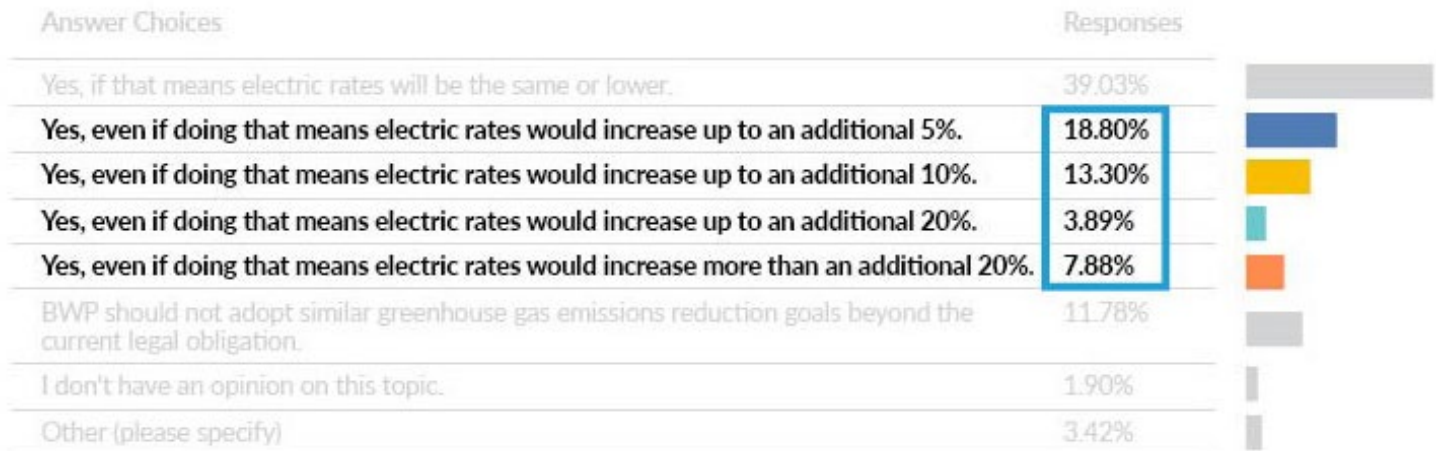 Answer Choices Responses
Yes, if that means electric rates will be the same or lower. 39.03%
Yes, even if doing that means electric rates would increase up to an additional 5%. 18.80%
Yes, even if doing that means electric rates would increase up to an additional 10%. 13.30%
Yes, even if doing that means electric rates would increase up to an additional 20%. 3.89%
Yes, even if doing that means electric rates would increase more than an additional 20%. 7.88%
BWP should not adopt similar greenhouse gas emissions reduction goals beyond the 11.78%
current legal obligation.
I don't have an opinion on this topic. 1.90%
Other (please specify) 3.42%